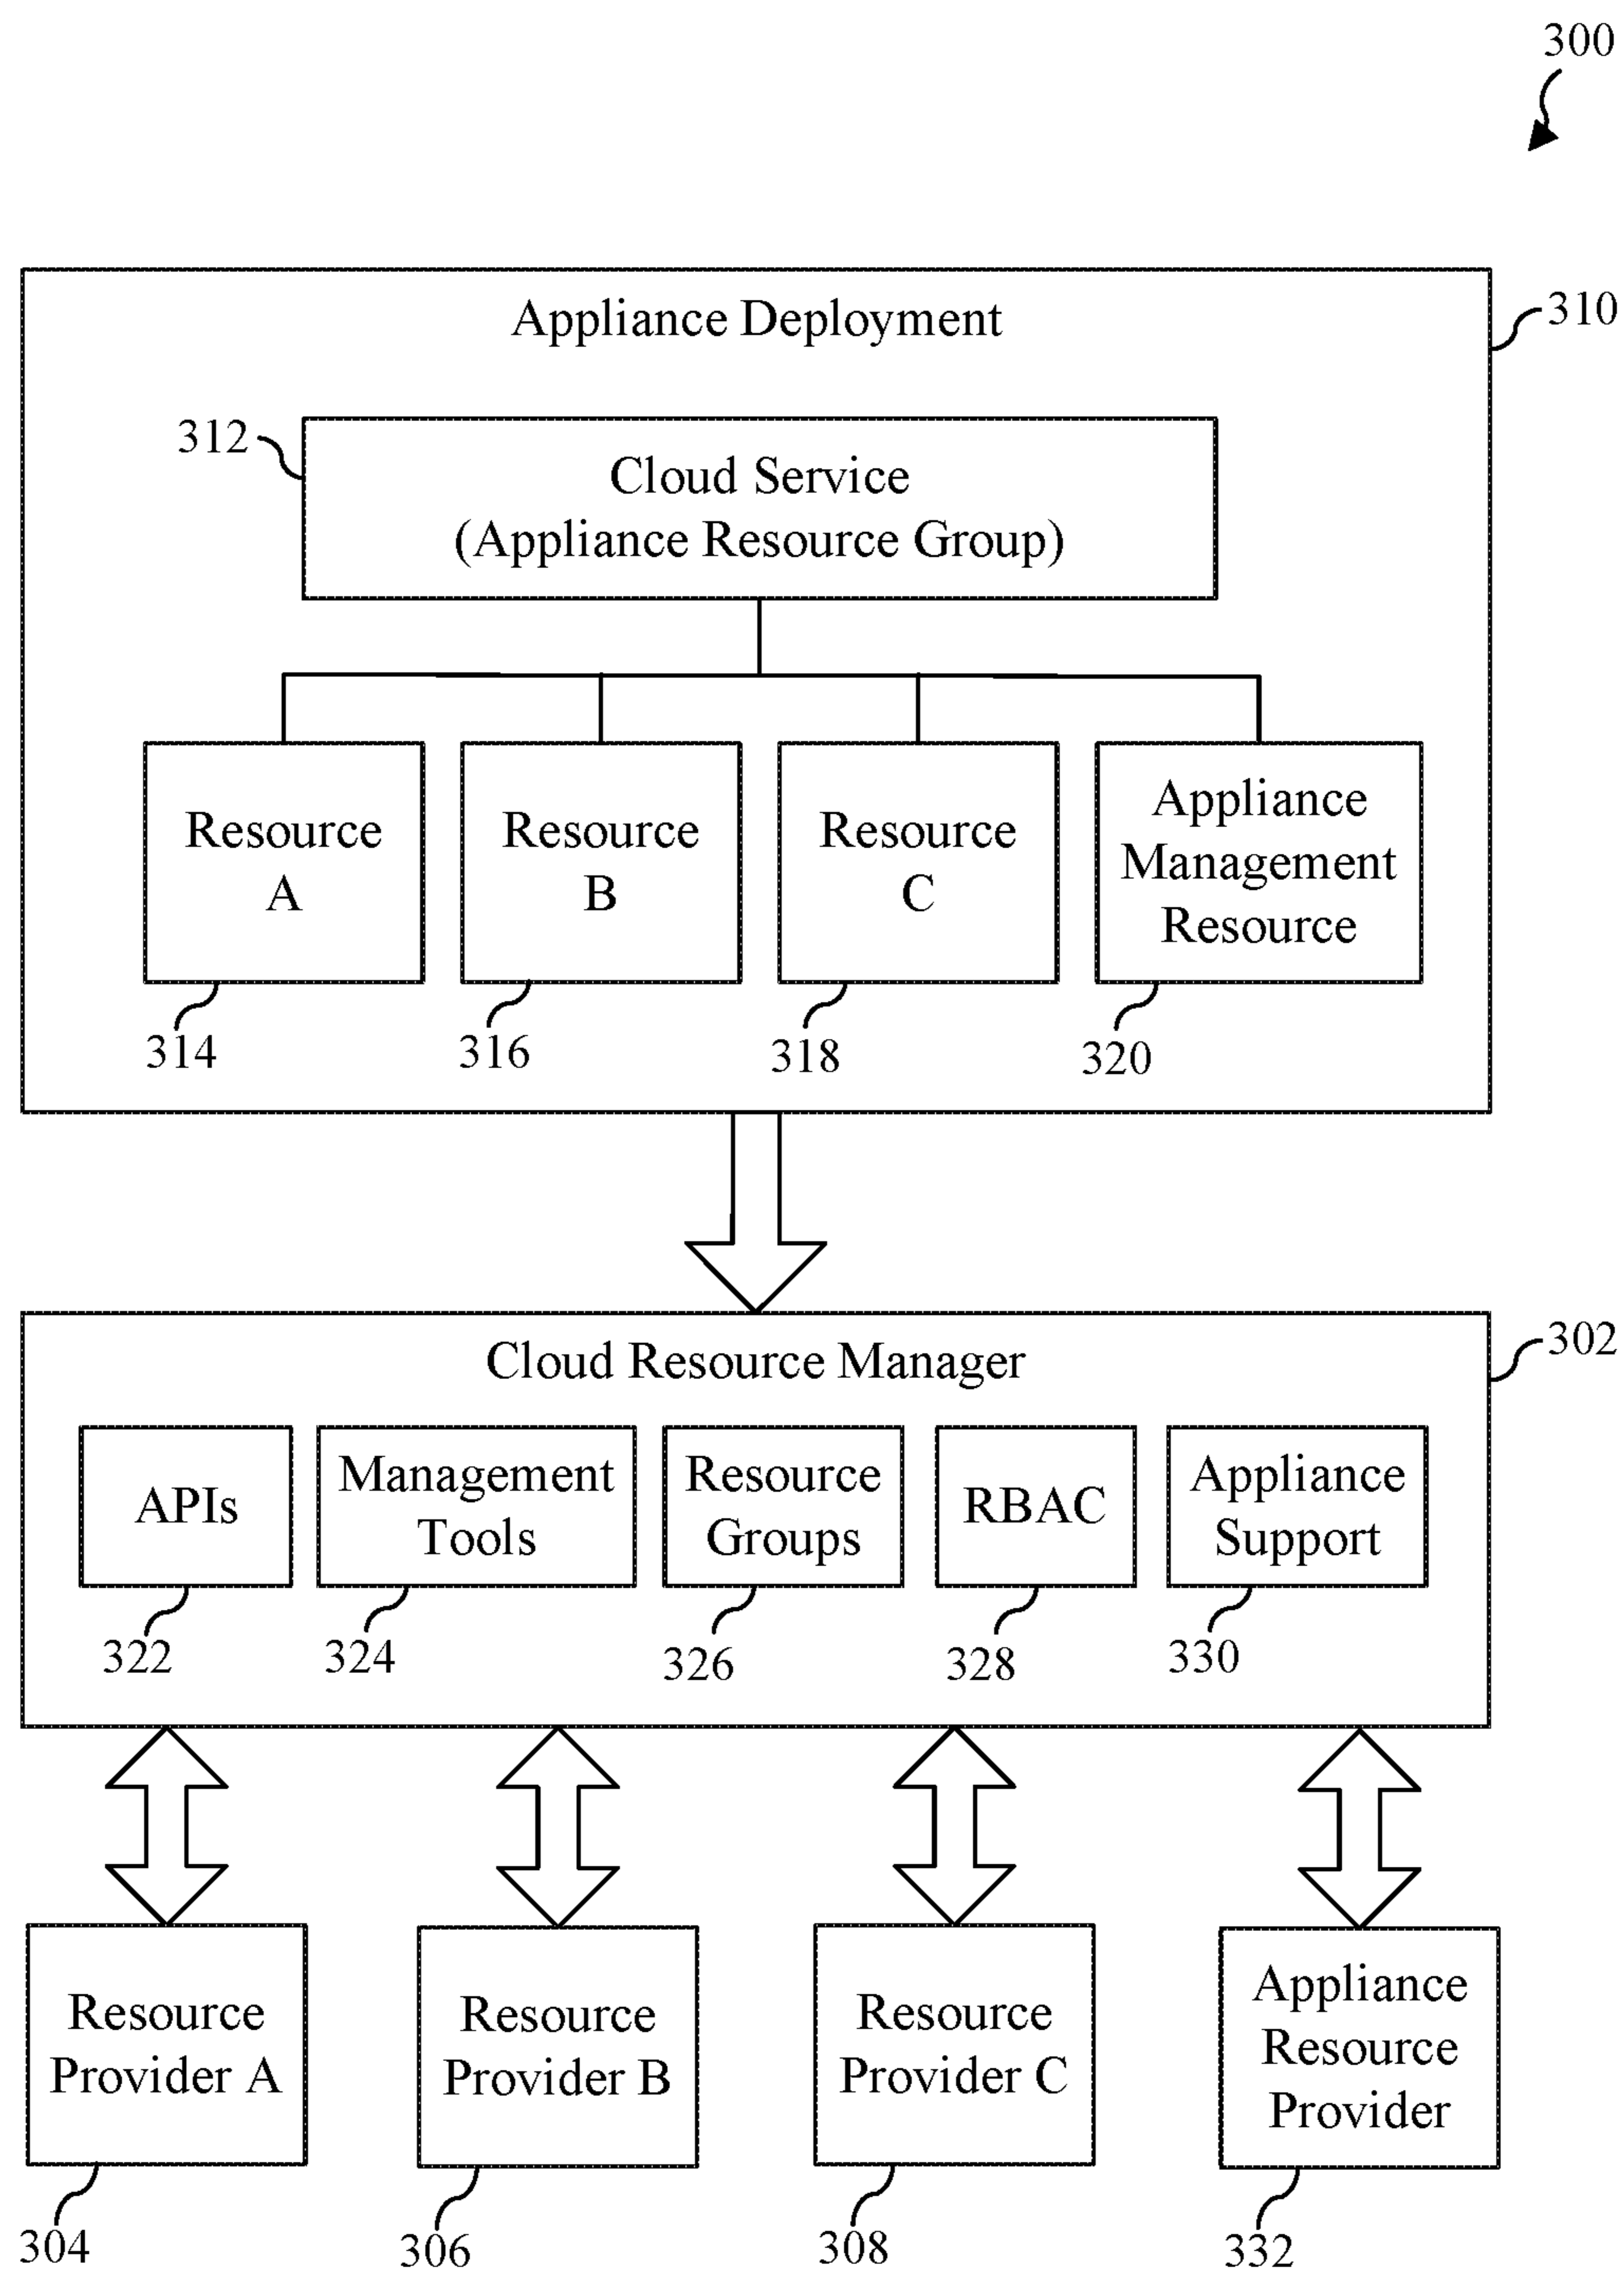 300
Appliance Deployment
310
312
Cloud Service
(Appliance Resource Group)
Resource
A
Resource
B
Resource
C
Appliance
Management
Resource
314
316
318
320
Cloud Resource Manager
302
APIs
Management
Tools
Resource
Groups
RBAC
Appliance
Support
322
324
326
328
330
Resource
Provider A
Resource
Provider B
Resource
Provider C
Appliance
Resource
Provider
304
306
308
332